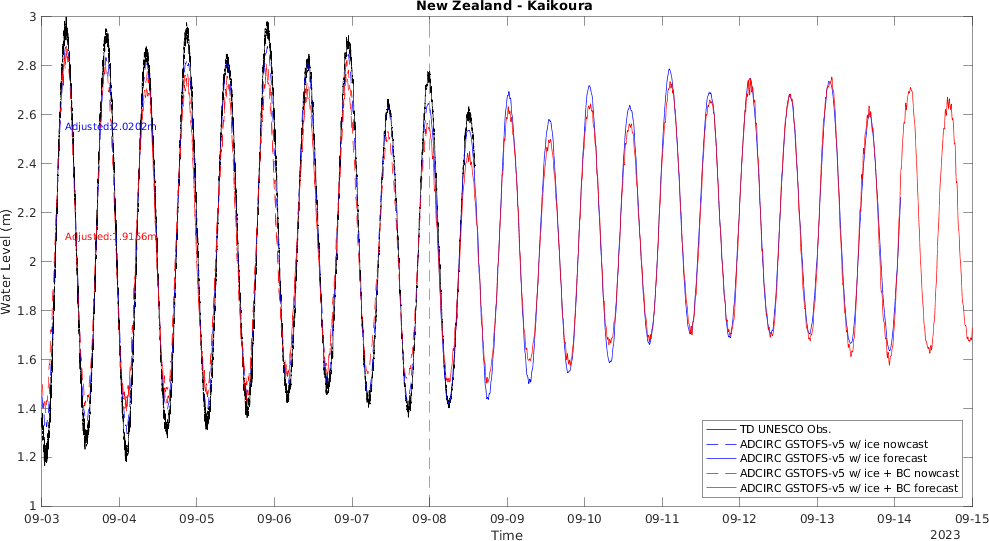 New Zealand - Kaikoura
3
2.8
2.6
2.4
2.2
2
1.8
1.6
1.4
1.2
1
Water Level (m)
Adjusted:2.0202m
Adjusted:1.9156m
TD UNESCO Obs.
ADCIRC GSTOFS-v5 w/ ice nowcast
ADCIRC GSTOFS-v5 w/ ice forecast
ADCIRC GSTOFS-v5 w/ ice + BC nowcast
ADCIRC GSTOFS-v5 w/ ice + BC forecast
09-03 09-04 09-05 09-06 09-07 09-08 09-09 09-10 09-11 09-12 09-13 09-14 09-15
Time
2023